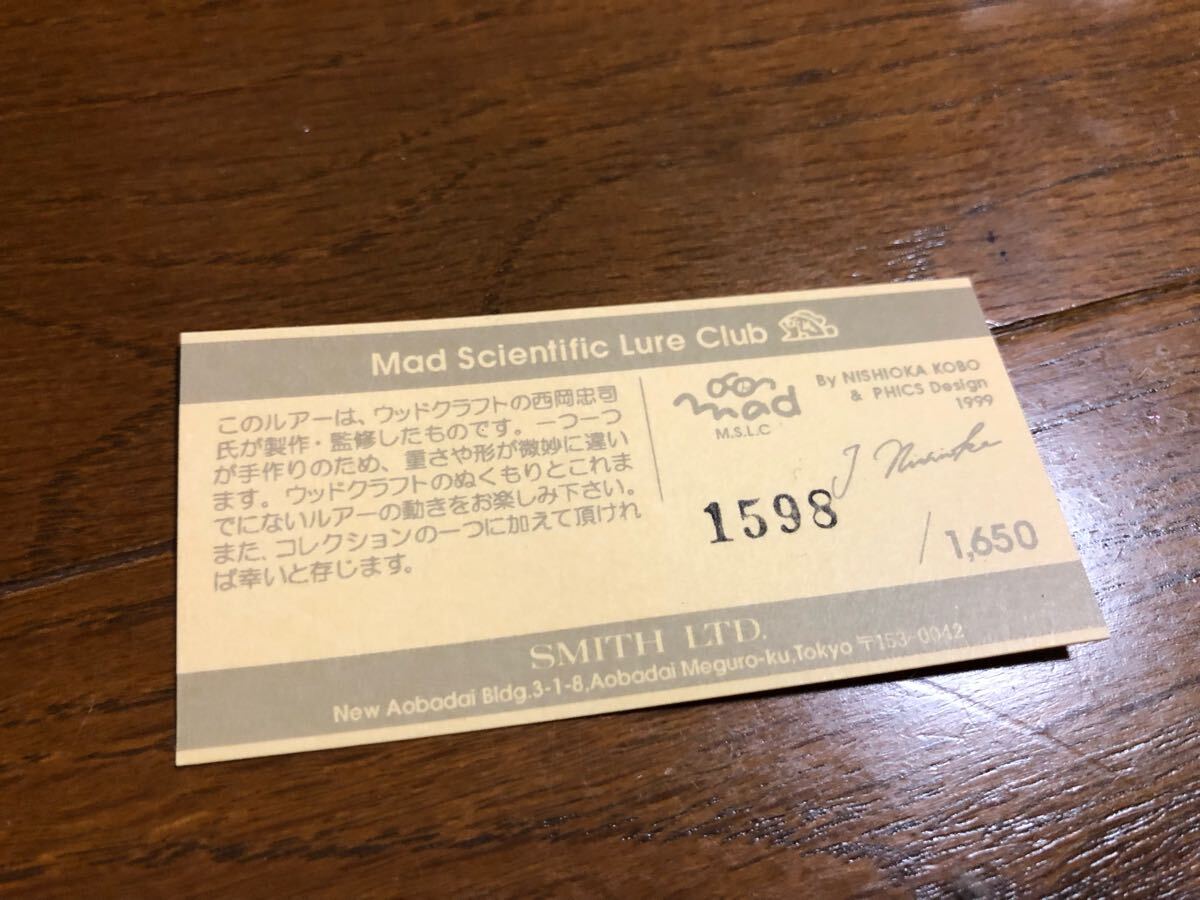 Mad Scientific Lure Club
このルアーは、ウッドクラフトの西岡忠司
氏が製作・監修したものです。一つ一つ
が手作りのため、重さや形が微妙に違い
ます。ウッドクラフトのぬくもりとこれま
でにないルアーの動きをお楽しみ下さい。
また、コレクションの一つに加えて頂けれ
ば幸いと存じます。
mad
M.S.L.C
By NISHIOKA KOBO
& PHICS Design
1999
1598
/1,650
SMITH LTD.
New Aobadai Bldg.3-1-8,Aobadai Meguro-ku,Tokyo 〒153-0042